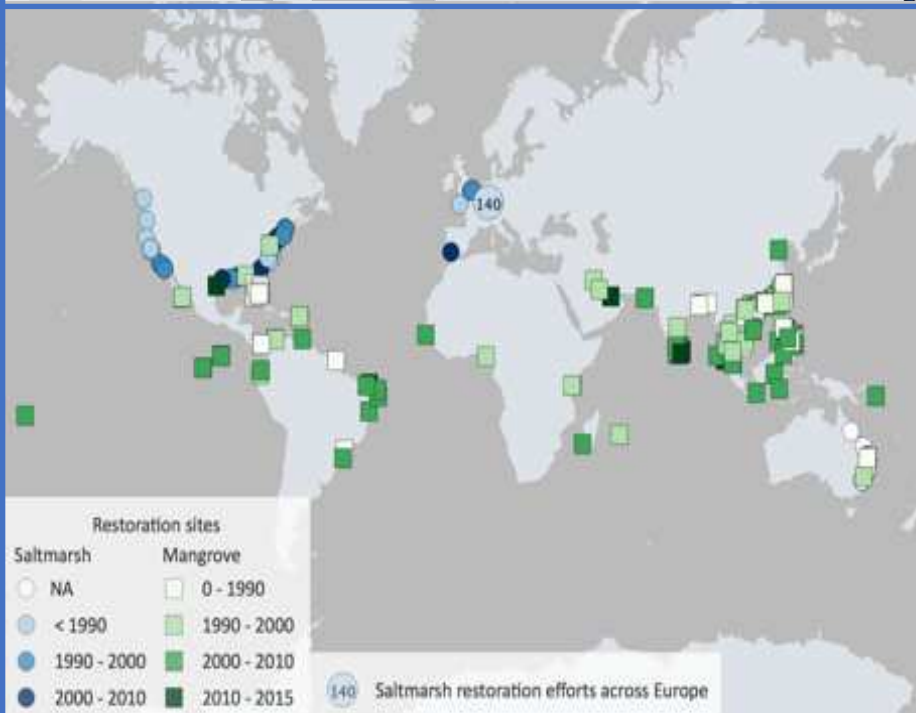 140
Restoration sites
Saltmarsh Mangrove
NA 0 - 1990
< 1990 1990 - 2000
1990 - 2000 2000 - 2010
2000 - 2010 2010 - 2015
140 Saltmarsh restoration efforts across Europe